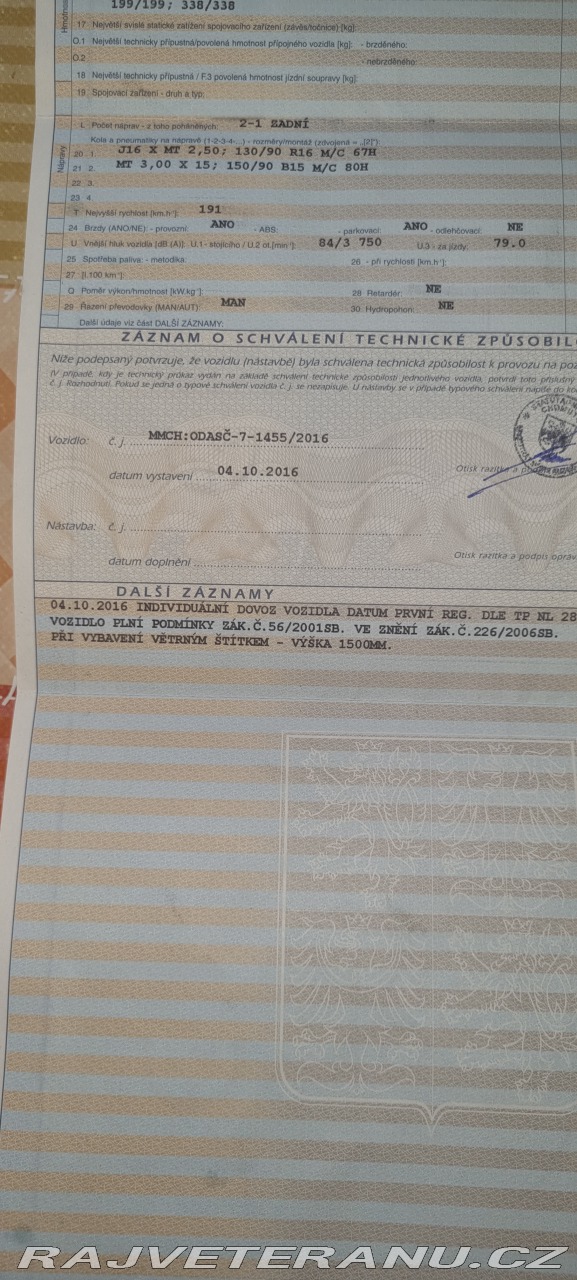 199/199; 338/338
17 Největší svislé statické zatížení spojovacího zařízení (závěs/točnice) [kg]:
O.1 Největší technicky přípustná/povolená hmotnost přípojného vozidla [kg]: - brzděného:
O.2 - nebrzděného:
18 Největší technicky přípustná / F.3 povolená hmotnost jízdní soupravy [kg]:
19 Spojovací zařízení - druh a typ:
L Počet náprav - z toho poháněných: 2-1 ZADNÍ
Nápravy
Kola a pneumatiky na nápravě (1-2-3-4-...) - rozměry/montáž (zdvojená = „[2]")
20 1. J16 X MT 2,50; 130/90 R16 M/C 67H
21 2. MT 3,00 X 15; 150/90 B15 M/C 80H
22 3.
23 4.
T Nejvyšší rychlost [km.h⁻¹]: 191
24 Brzdy (ANO/NE): - provozní: ANO - ABS: - parkovací: ANO - odlehčovací: NE
U Vnější hluk vozidla [dB (A)]: U.1- stojícího / U.2 ot.[min⁻¹]: 84/3 750 U.3 - za jízdy: 79.0
25 Spotřeba paliva: - metodika: 26 - při rychlosti [km.h⁻¹]:
27 [l.100 km⁻¹]:
Q Poměr výkon/hmotnost [kW.kg⁻¹]: 28 Retardér: NE
29 Řazení převodovky (MAN/AUT): MAN 30 Hydropohon: NE
Další údaje viz část DALŠÍ ZÁZNAMY:
ZÁZNAM O SCHVÁLENÍ TECHNICKÉ ZPŮSOBIL
Níže podepsaný potvrzuje, že vozidlu (nástavbě) byla schválena technická způsobilost k provozu na poz
(V případě, kdy je technický průkaz vydán na základě schválení technické způsobilosti jednotlivého vozidla, potvrdí toto příslušný
č. j. Rozhodnutí. Pokud se jedná o typové schválení vozidla č. j. se nezapisuje. U nástavby se v případě typového schválení napíše do ko
Vozidlo: č. j. MMCH:ODASČ-7-1455/2016
datum vystavení 04.10.2016
Otisk razítka a podpis
Nástavba: č. j.
Otisk razítka a podpis opráv
datum doplnění
DALŠÍ ZÁZNAMY
04.10.2016 INDIVIDUÁLNÍ DOVOZ VOZIDLA DATUM PRVNÍ REG. DLE TP NL 28
VOZIDLO PLNÍ PODMÍNKY ZÁK.Č.56/2001SB. VE ZNĚNÍ ZÁK.Č.226/2006SB.
PŘI VYBAVENÍ VĚTRNÝM ŠTÍTKEM - VÝŠKA 1500MM.
RAJVETERANU.CZ